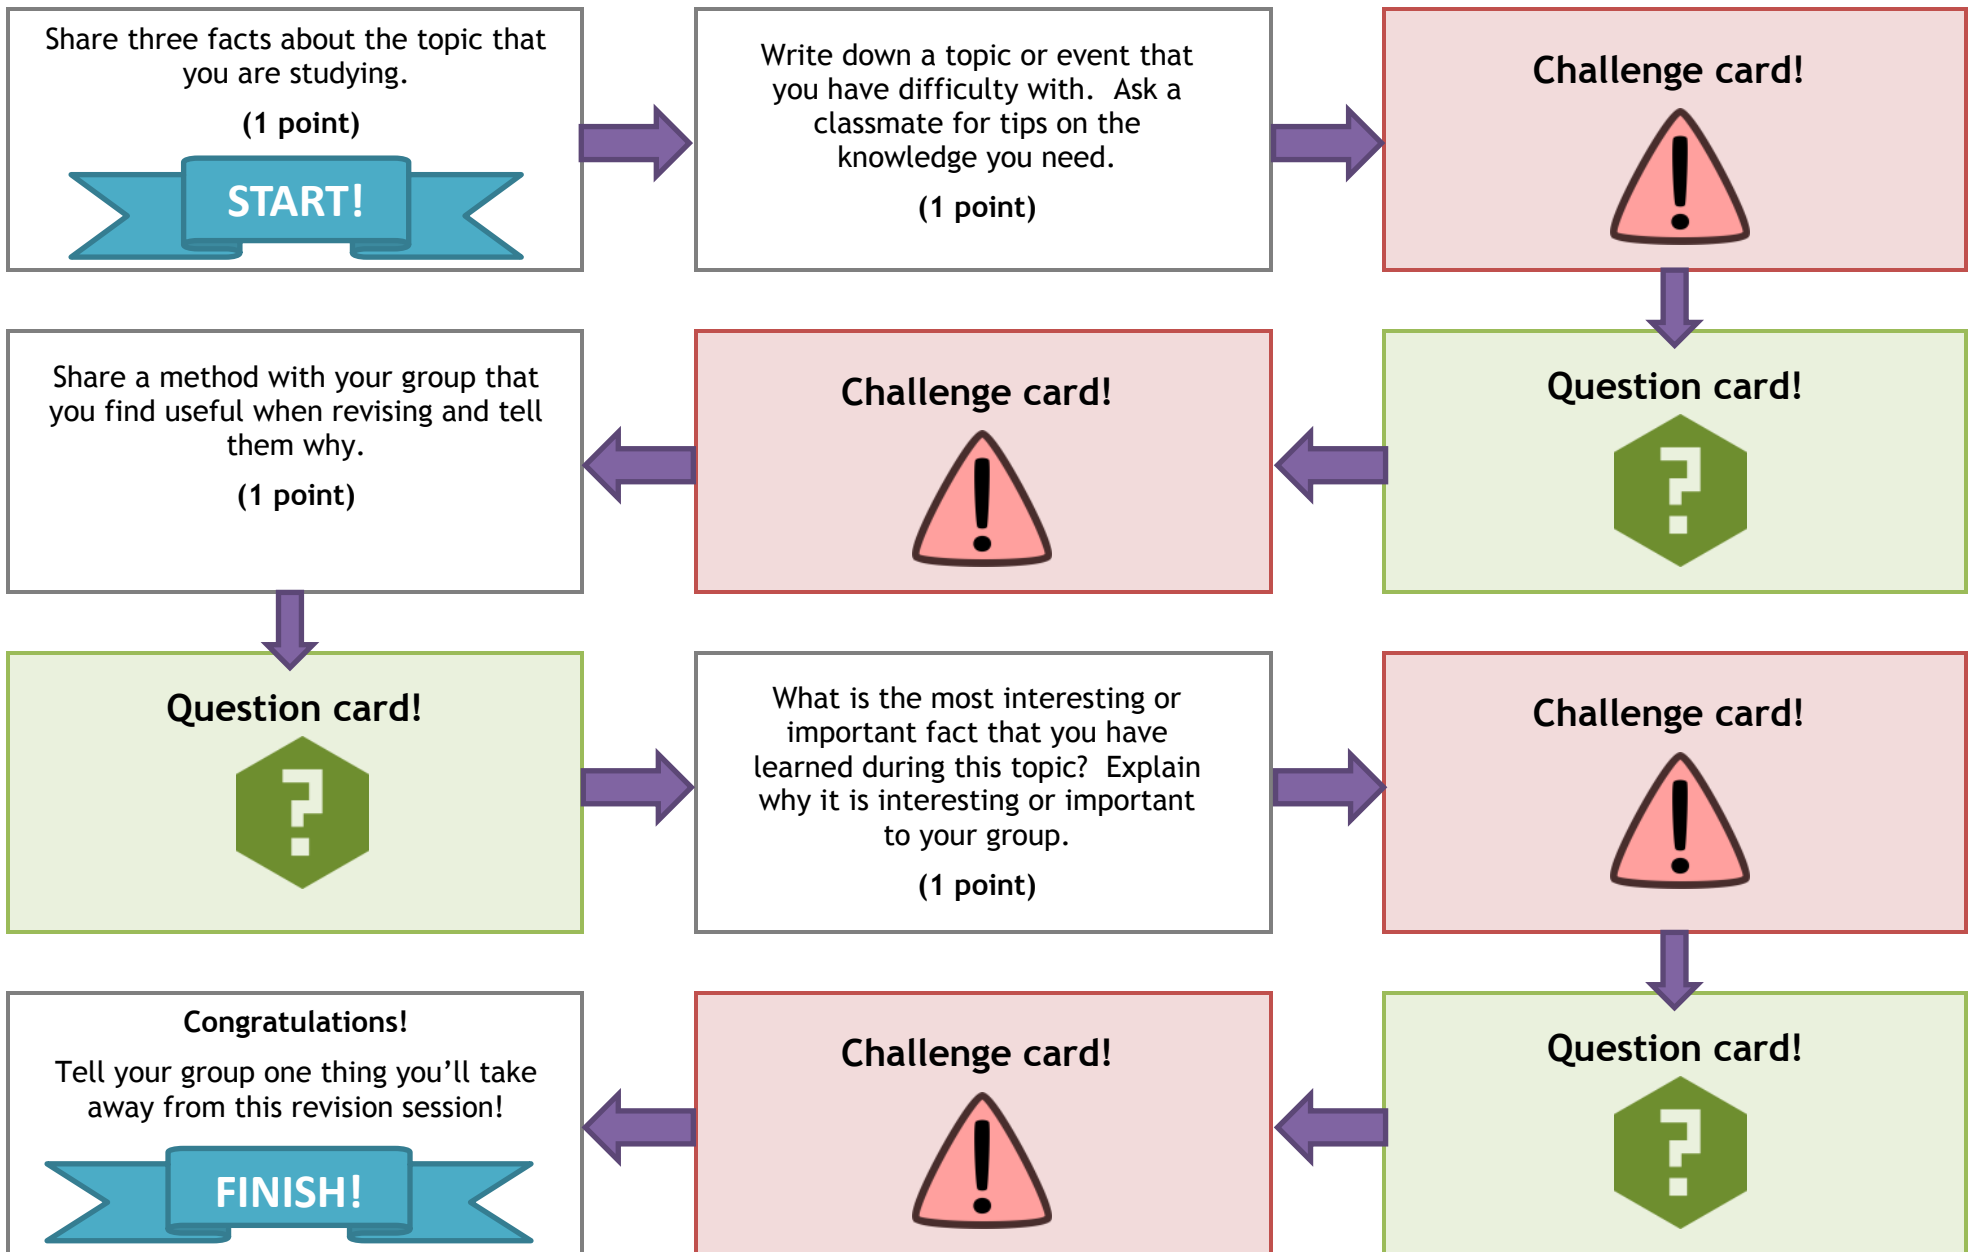 Share three facts about the topic that
you are studying.
(1 point)
START!
Write down a topic or event that
you have difficulty with.  Ask a
classmate for tips on the
knowledge you need.
(1 point)
Challenge card!
!
Question card!
?
Challenge card!
!
Share a method with your group that
you find useful when revising and tell
them why.
(1 point)
Question card!
?
What is the most interesting or
important fact that you have
learned during this topic?  Explain
why it is interesting or important
to your group.
(1 point)
Challenge card!
!
Question card!
?
Challenge card!
!
Congratulations!
Tell your group one thing you’ll take
away from this revision session!
FINISH!